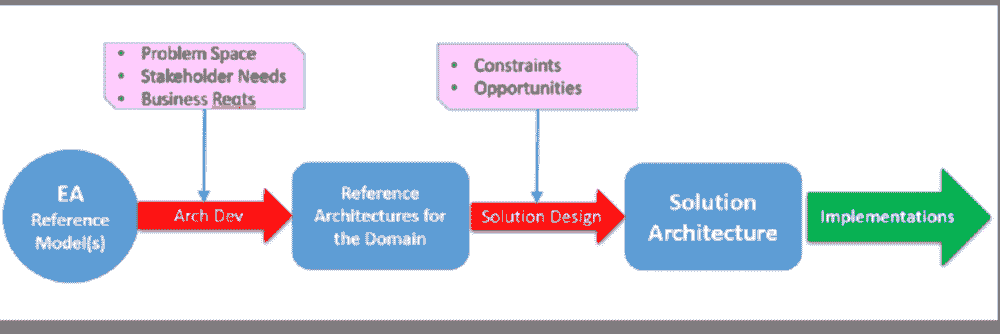 • Problem Space
• Stakeholder Needs
• Business Reqts
• Constraints
• Opportunities
EA
Reference
Model(s)
Arch Dev
Reference
Architectures for
the Domain
Solution Design
Solution
Architecture
Implementations